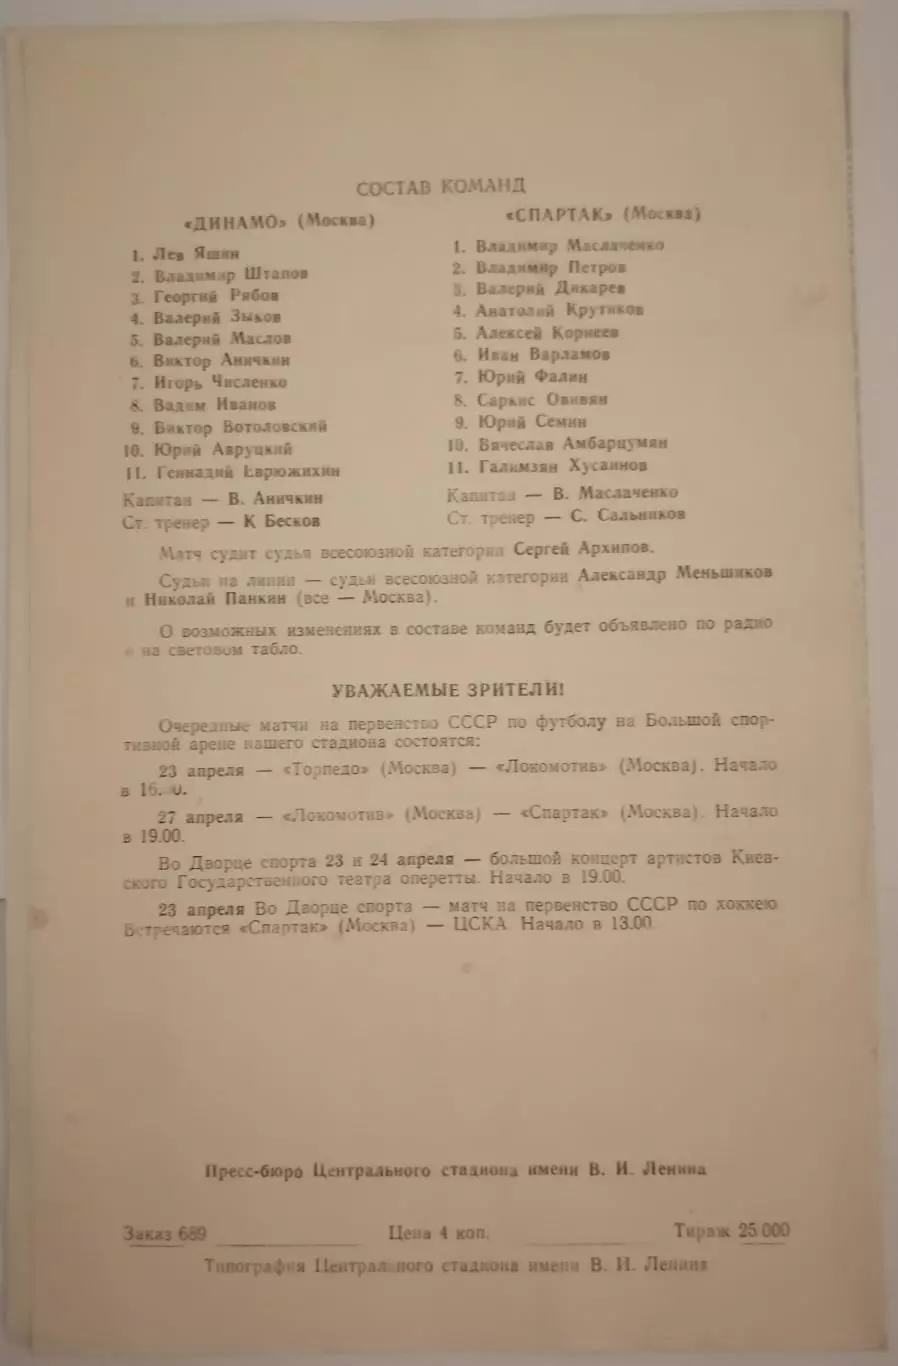 СОСТАВ КОМАНД
«ДИНАМО» (Москва)
1. Лев Яшин
2. Владимир Штапов
3. Георгий Рябов
4. Валерий Зыков
5. Валерий Маслов
6. Виктор Аничкин
7. Игорь Численко
8. Вадим Иванов
9. Виктор Вотоловский
10. Юрий Авруцкий
11. Геннадий Еврюжихин
Капитан — В. Аничкин
Ст. тренер — К Бесков
«СПАРТАК» (Москва)
1. Владимир Маслаченко
2. Владимир Петров
3. Валерий Дикарев
4. Анатолий Крутиков
5. Алексей Корнеев
6. Иван Варламов
7. Юрий Фалин
8. Саркис Овивян
9. Юрий Семин
10. Вячеслав Амбарцумян
11. Галимзян Хусаинов
Капитан — В. Маслаченко
Ст. тренер — С. Сальников
Матч судит судья всесоюзной категории Сергей Архипов.
Судьи на линии — судьи всесоюзной категории Александр Меньшиков
и Николай Панкин (все — Москва).
О возможных изменениях в составе команд будет объявлено по радио
и на световом табло.
УВАЖАЕМЫЕ ЗРИТЕЛИ!
Очередные матчи на первенство СССР по футболу на Большой спор-
тивной арене нашего стадиона состоятся:
23 апреля — «Торпедо» (Москва) — «Локомотив» (Москва). Начало
в
27 апреля — «Локомотив» (Москва) — «Спартак» (Москва). Начало
в 19.00.
Во Дворце спорта 23 и 24 апреля — большой концерт артистов Киев-
ского Государственного театра оперетты. Начало в 19.00.
23 апреля Во Дворце спорта — матч на первенство СССР по хоккею
Встречаются «Спартак» (Москва) — ЦСКА. Начало в 13.00
Пресс-бюро Центрального стадиона имени В. И. Ленина
Заказ 689 Цена 4 коп. Тираж 25 000
Типография Центрального стадиона имени В. И. Ленина